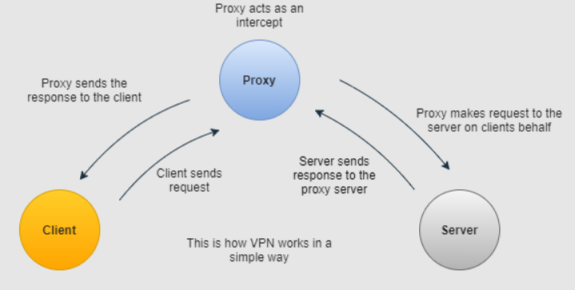 Proxy acts as an
intercept
Proxy
Proxy sends the
response to the client
Proxy makes request to the
server on clients behalf
Client sends
request
Server sends
response to the
proxy server
Client
Server
This is how VPN works in a
simple way